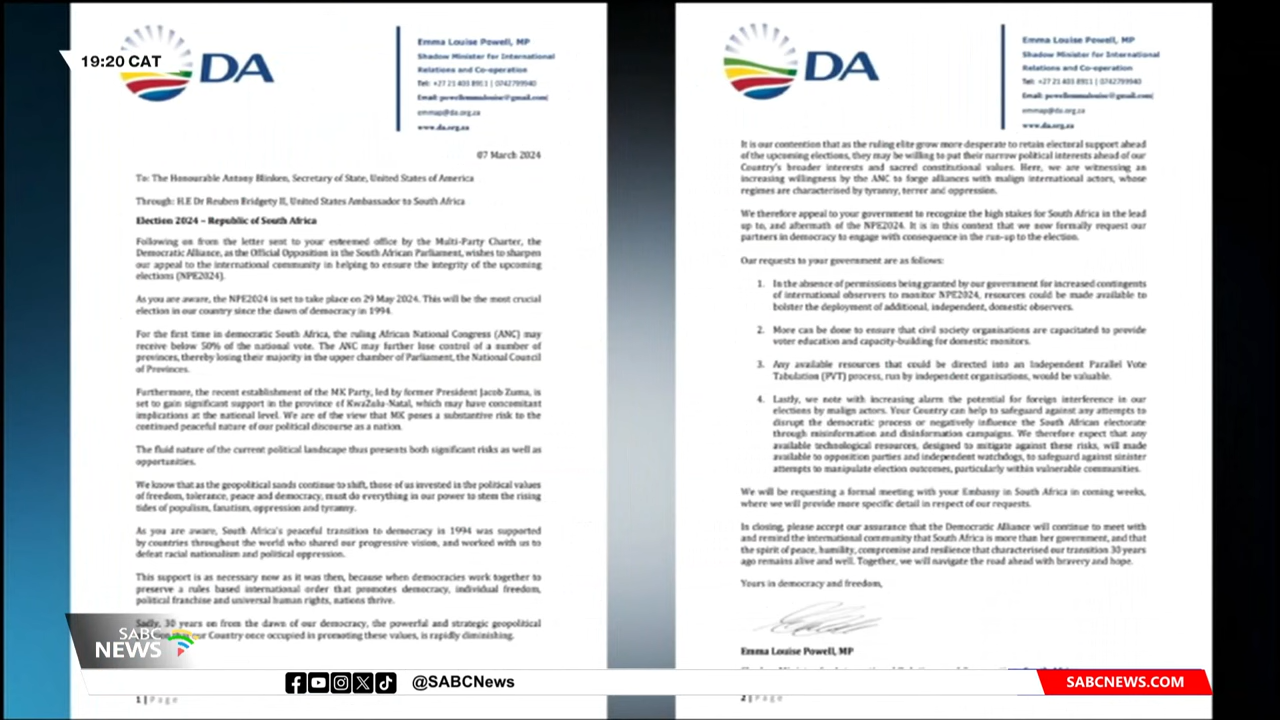 19:20 CAT
DA
Emma Louise Powell, MP
Shadow Minister for International
Relations and Co-operation
Tel: +27 21 403 8911 | 0742799940
Email: powellemmalouise@gmail.com|
emmap@da.org.za
www.da.org.za
07 March 2024
To: The Honourable Antony Blinken, Secretary of State, United States of America
Through: H.E Dr Reuben Bridgety II, United States Ambassador to South Africa
Election 2024 – Republic of South Africa
Following on from the letter sent to your esteemed office by the Multi-Party Charter, the
Democratic Alliance, as the Official Opposition in the South African Parliament, wishes to sharpen
our appeal to the international community in helping to ensure the integrity of the upcoming
elections (NPE2024).
As you are aware, the NPE2024 is set to take place on 29 May 2024. This will be the most crucial
election in our country since the dawn of democracy in 1994.
For the first time in democratic South Africa, the ruling African National Congress (ANC) may
receive below 50% of the national vote. The ANC may further lose control of a number of
provinces, thereby losing their majority in the upper chamber of Parliament, the National Council
of Provinces.
Furthermore, the recent establishment of the MK Party, led by former President Jacob Zuma, is
set to gain significant support in the province of KwaZulu-Natal, which may have concomitant
implications at the national level. We are of the view that MK poses a substantive risk to the
continued peaceful nature of our political discourse as a nation.
The fluid nature of the current political landscape thus presents both significant risks as well as
opportunities.
We know that as the geopolitical sands continue to shift, those of us invested in the political values
of freedom, tolerance, peace and democracy, must do everything in our power to stem the rising
tides of populism, fanatism, oppression and tyranny.
As you are aware, South Africa's peaceful transition to democracy in 1994 was supported
by countries throughout the world who shared our progressive vision, and worked with us to
defeat racial nationalism and political oppression.
This support is as necessary now as it was then, because when democracies work together to
preserve a rules based international order that promotes democracy, individual freedom,
political franchise and universal human rights, nations thrive.
Sadly, 30 years on from the dawn of our democracy, the powerful and strategic geopolitical
our Country once occupied in promoting these values, is rapidly diminishing.
1 | Page
DA
Emma Louise Powell, MP
Shadow Minister for International
Relations and Co-operation
Tel: +27 21 403 8911 | 0742799940
Email: powellemmalouise@gmail.com|
emmap@da.org.za
www.da.org.za
It is our contention that as the ruling elite grow more desperate to retain electoral support ahead
of the upcoming elections, they may be willing to put their narrow political interests ahead of our
Country's broader interests and sacred constitutional values. Here, we are witnessing an
increasing willingness by the ANC to forge alliances with malign international actors, whose
regimes are characterised by tyranny, terror and oppression.
We therefore appeal to your government to recognize the high stakes for South Africa in the lead
up to, and aftermath of the NPE2024. It is in this context that we now formally request our
partners in democracy to engage with consequence in the run-up to the election.
Our requests to your government are as follows:
1. In the absence of permissions being granted by our government for increased contingents
of international observers to monitor NPE2024, resources could be made available to
bolster the deployment of additional, independent, domestic observers.
2. More can be done to ensure that civil society organisations are capacitated to provide
voter education and capacity-building for domestic monitors.
3. Any available resources that could be directed into an Independent Parallel Vote
Tabulation (PVT) process, run by independent organisations, would be valuable.
4. Lastly, we note with increasing alarm the potential for foreign interference in our
elections by malign actors. Your Country can help to safeguard against any attempts to
disrupt the democratic process or negatively influence the South African electorate
through misinformation and disinformation campaigns. We therefore expect that any
available technological resources, designed to mitigate against these risks, will made
available to opposition parties and independent watchdogs, to safeguard against sinister
attempts to manipulate election outcomes, particularly within vulnerable communities.
We will be requesting a formal meeting with your Embassy in South Africa in coming weeks,
where we will provide more specific detail in respect of our requests.
In closing, please accept our assurance that the Democratic Alliance will continue to meet with
and remind the international community that South Africa is more than her government, and that
the spirit of peace, humility, compromise and resilience that characterised our transition 30 years
ago remains alive and well. Together, we will navigate the road ahead with bravery and hope.
Yours in democracy and freedom,
Emma Louise Powell, MP
2 | Page
SABC
NEWS
@SABCNews
SABCNEWS.COM